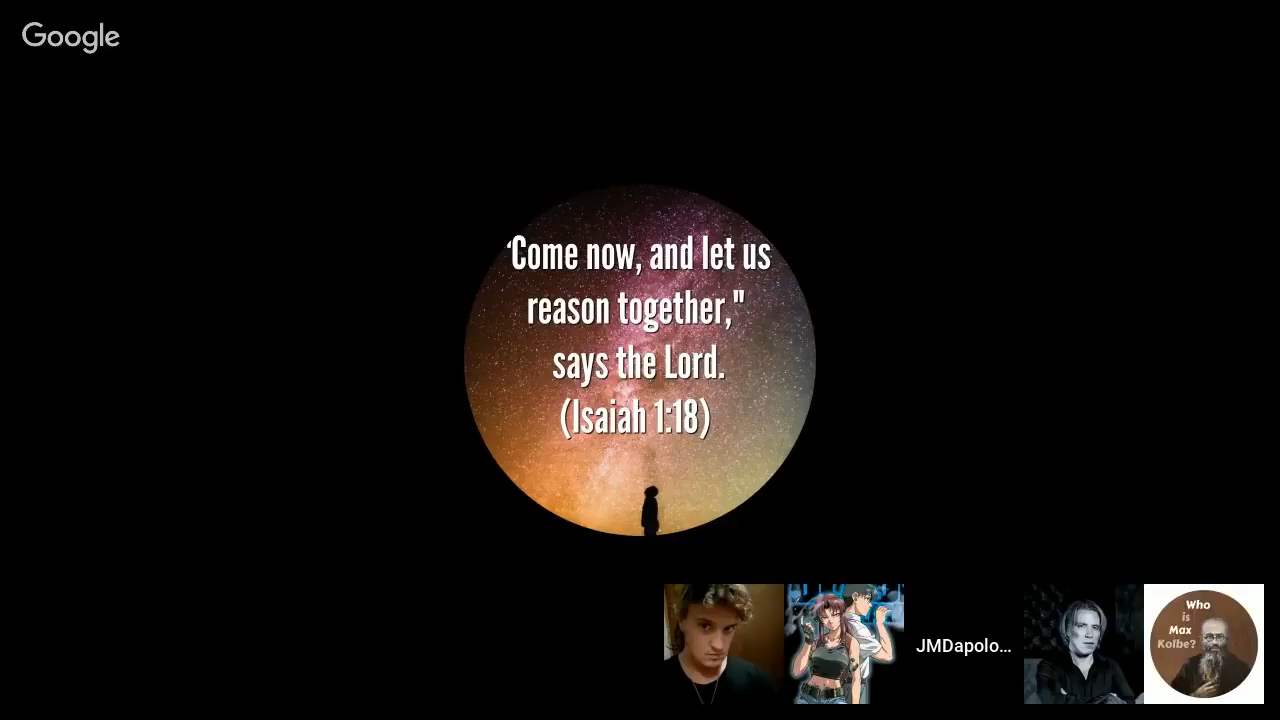 Google
‘Come now, and let us
reason together,"
says the Lord.
(Isaiah 1:18)
JMDapolo...
Who
is
Max
Kolbe?